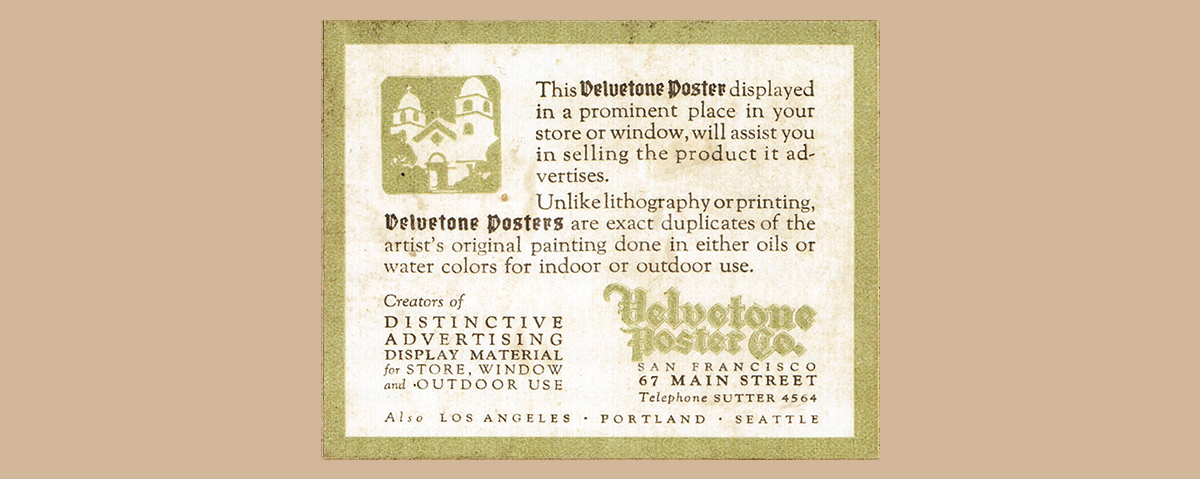 This Velvetone Poster displayed
in a prominent place in your
store or window, will assist you
in selling the product it ad-
vertises.
Unlike lithography or printing,
Velvetone Posters are exact duplicates of the
artist's original painting done in either oils or
water colors for indoor or outdoor use.
Creators of
DISTINCTIVE
ADVERTISING
DISPLAY MATERIAL
for STORE, WINDOW
and OUTDOOR USE
Velvetone
Poster Co.
SAN FRANCISCO
67 MAIN STREET
Telephone SUTTER 4564
Also LOS ANGELES · PORTLAND · SEATTLE